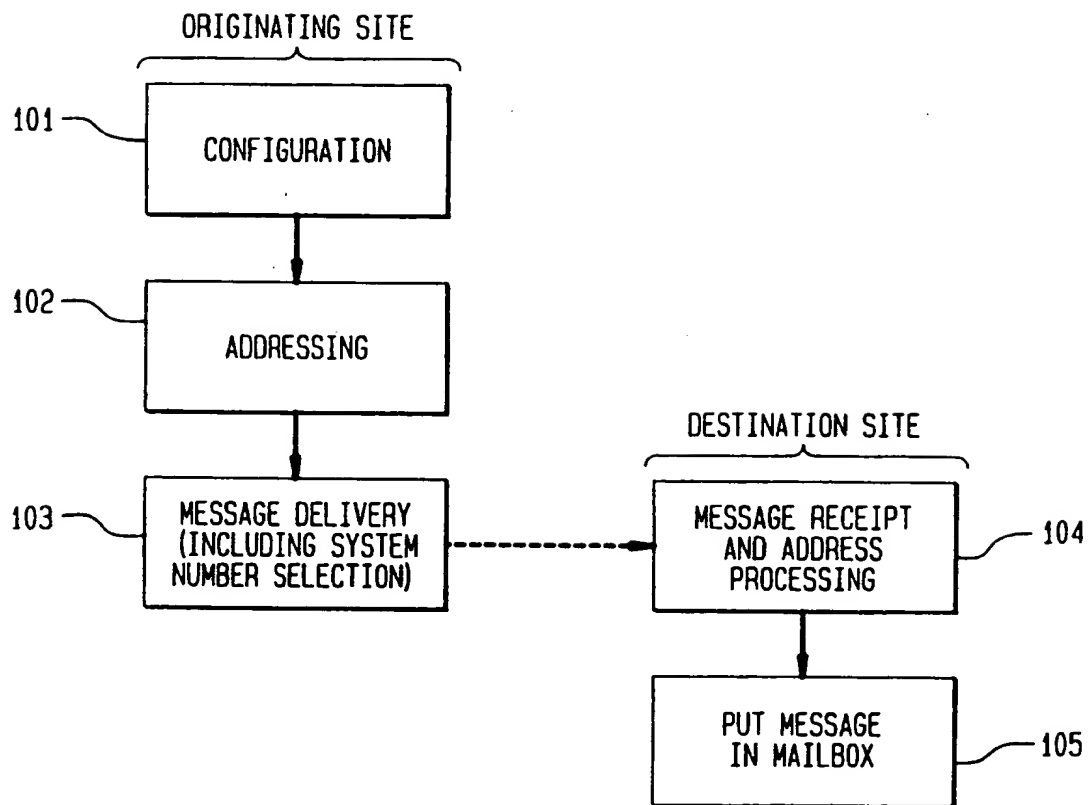 ORIGINATING SITE
101
CONFIGURATION
102
ADDRESSING
DESTINATION SITE
103
MESSAGE DELIVERY
(INCLUDING SYSTEM
NUMBER SELECTION)
MESSAGE RECEIPT
AND ADDRESS
PROCESSING
104
PUT MESSAGE
IN MAILBOX
105